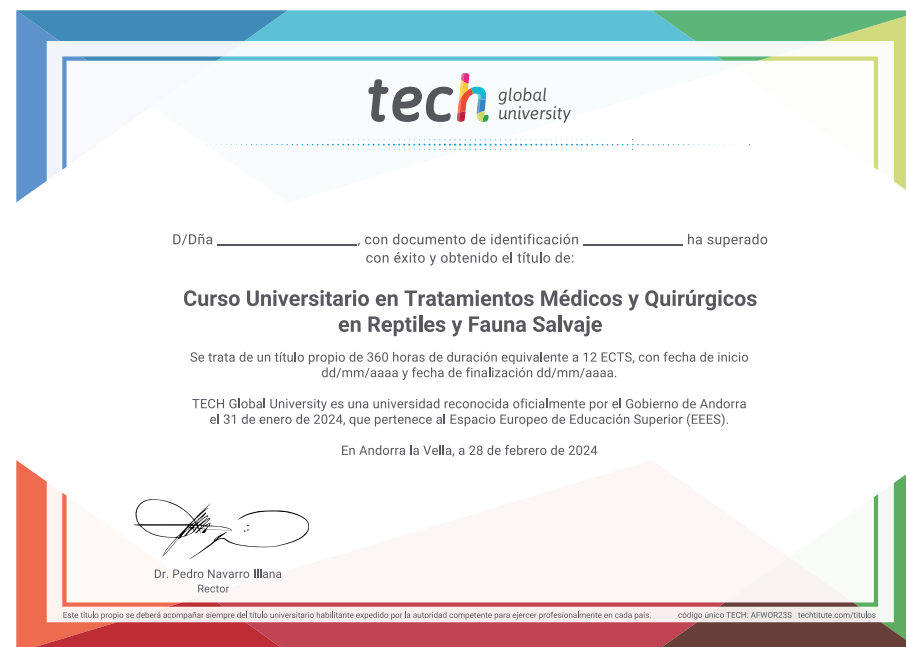 tech global
university
D/Dña ____________, con documento de identificación ____________ ha superado
con éxito y obtenido el título de:
Curso Universitario en Tratamientos Médicos y Quirúrgicos
en Reptiles y Fauna Salvaje
Se trata de un título propio de 360 horas de duración equivalente a 12 ECTS, con fecha de inicio
dd/mm/aaaa y fecha de finalización dd/mm/aaaa.
TECH Global University es una universidad reconocida oficialmente por el Gobierno de Andorra
el 31 de enero de 2024, que pertenece al Espacio Europeo de Educación Superior (EEES).
En Andorra la Vella, a 28 de febrero de 2024
Dr. Pedro Navarro Illana
Rector
Este título propio se deberá acompañar siempre del título universitario habilitante expedido por la autoridad competente para ejercer profesionalmente en cada país. código único TECH: AFWOR23S techtitute.com/titulos